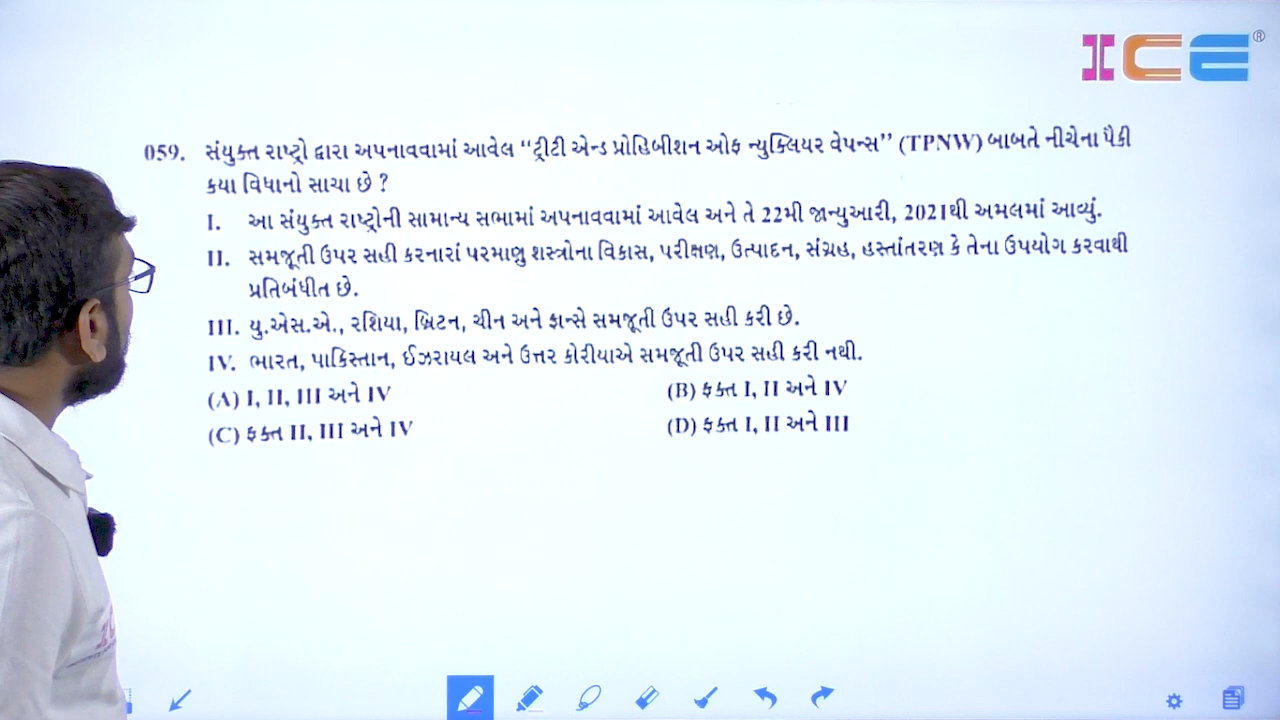 ICE®
059. સંયુક્ત રાષ્ટ્રો દ્વારા અપનાવવામાં આવેલ “ટ્રીટી એન્ડ પ્રોહિબીશન ઓફ ન્યુક્લિયર વેપન્સ” (TPNW) બાબતે નીચેના પૈકી
કયા વિધાનો સાચા છે ?
I. આ સંયુક્ત રાષ્ટ્રોની સામાન્ય સભામાં અપનાવવામાં આવેલ અને તે 22મી જાન્યુઆરી, 2021થી અમલમાં આવ્યું.
II. સમજૂતી ઉપર સહી કરનારાં પરમાણુ શસ્ત્રોના વિકાસ, પરીક્ષણ, ઉત્પાદન, સંગ્રહ, હસ્તાંતરણ કે તેના ઉપયોગ કરવાથી
પ્રતિબંધીત છે.
III. યુ.એસ.એ., રશિયા, બ્રિટન, ચીન અને ફ્રાન્સે સમજૂતી ઉપર સહી કરી છે.
IV. ભારત, પાકિસ્તાન, ઈઝરાયલ અને ઉત્તર કોરીયાએ સમજૂતી ઉપર સહી કરી નથી.
(A) I, II, III અને IV (B) ફક્ત I, II અને IV
(C) ફક્ત II, III અને IV (D) ફક્ત I, II અને III